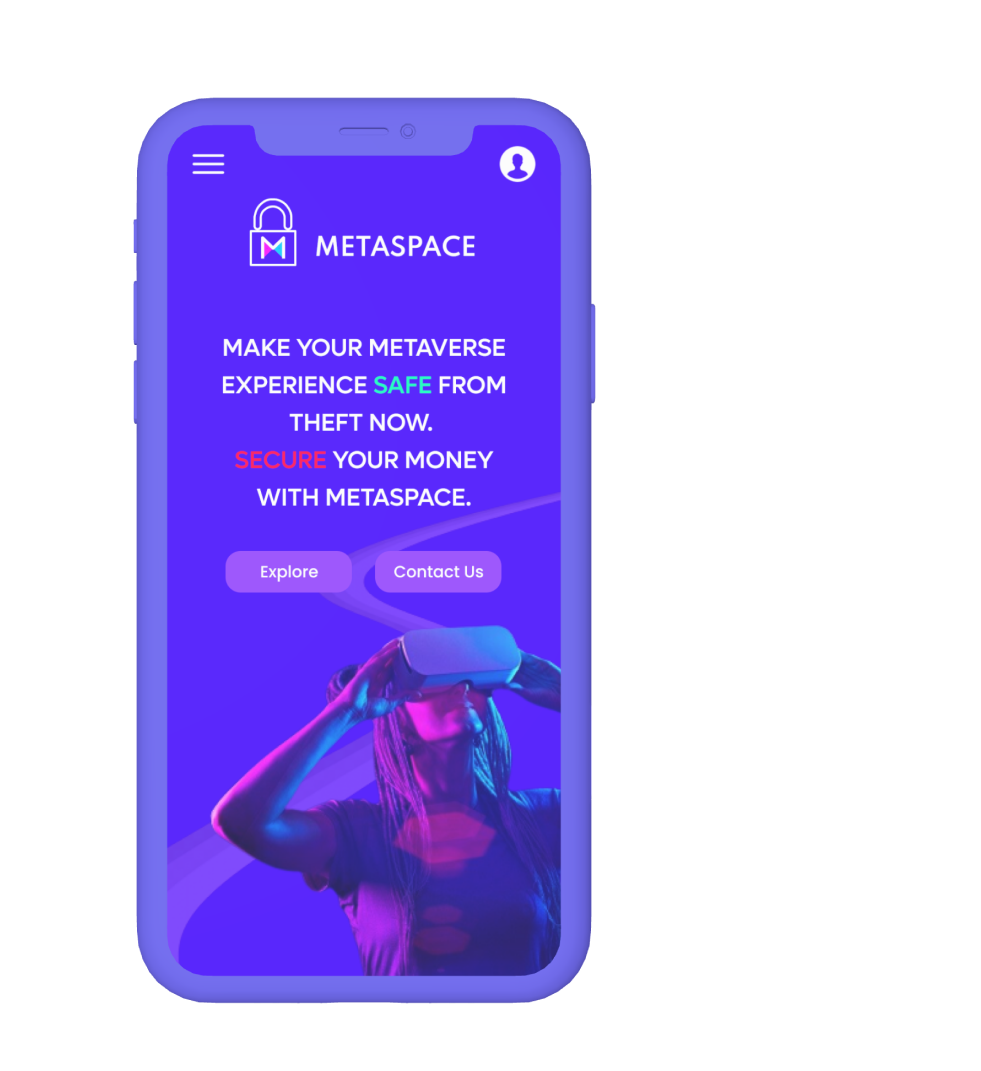 METASPACE
MAKE YOUR METAVERSE
EXPERIENCE SAFE FROM
THEFT NOW.
SECURE YOUR MONEY
WITH METASPACE.
Explore
Contact Us